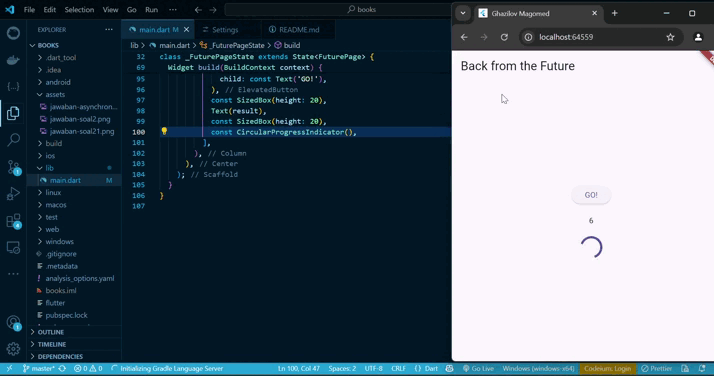 File Edit Selection View Go Run ... books
EXPLORER ...
BOOKS
.dart_tool
.idea
android
assets
jawaban-asynchron...
jawaban-soal2.png
jawaban-soal21.png
build
ios
lib
main.dart M
linux
macos
test
web
windows
.gitignore
.metadata
analysis_options.yaml
books.iml
flutter
pubspec.lock
OUTLINE
TIMELINE
DEPENDENCIES
main.dart M Settings README.md
lib > main.dart > _FuturePageState > build
32 class _FuturePageState extends State<FuturePage> {
69 Widget build(BuildContext context) {
95 child: const Text('GO!'),
96 ), // ElevatedButton
97 const SizedBox(height: 20),
98 Text(result),
99 const SizedBox(height: 20),
100 const CircularProgressIndicator(),
101 ],
102 ), // Column
103 ), // Center
104 ); // Scaffold
105 }
106 }
107
Ghazilov Magomed
localhost:64559
Back from the Future
GO!
6
master* 0 0 Initializing Gradle Language Server Ln 100, Col 47 Spaces: 2 UTF-8 CRLF {} Dart Go Live Windows (windows-x64) Codeium: Login Prettier